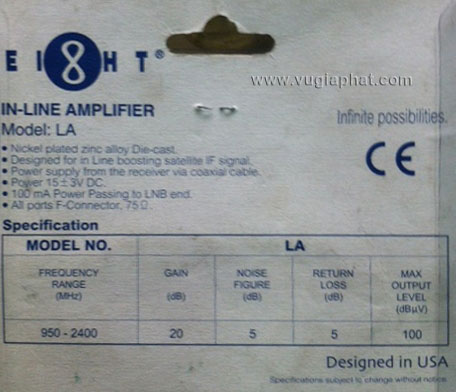 EI8HT®
www.vugiaphat.com
IN-LINE AMPLIFIER
Infinite possibilities.
Model: LA
• Nickel plated zinc alloy Die-cast.
• Designed for in Line boosting satellite IF signal.
• Power supply from the receiver via coaxial cable.
• Power 15 ± 3V DC.
• 100 mA Power Passing to LNB end.
• All ports F-Connector, 75Ω.
CE
Specification
MODEL NO. LA
FREQUENCY RANGE (MHz) GAIN (dB) NOISE FIGURE (dB) RETURN LOSS (dB) MAX OUTPUT LEVEL (dBμV)
950 - 2400 20 5 5 100
Designed in USA
Specifications subject to change without notice.